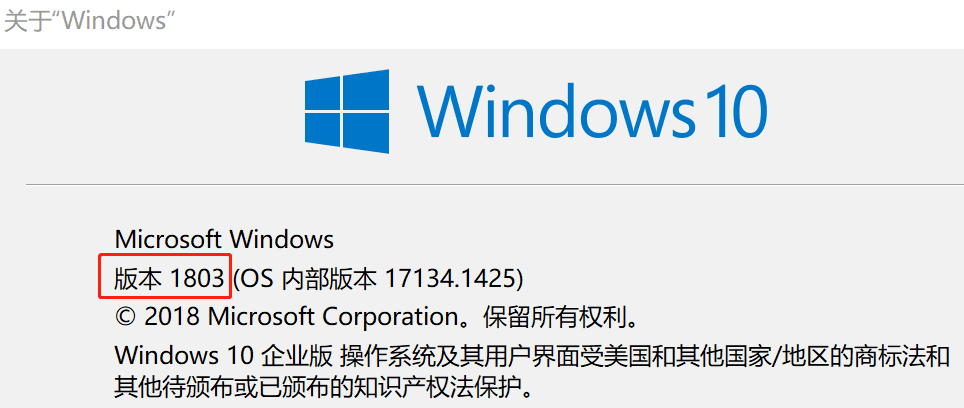 关于“Windows”
Windows 10
Microsoft Windows
版本 1803 (OS 内部版本 17134.1425)
© 2018 Microsoft Corporation。保留所有权利。
Windows 10 企业版 操作系统及其用户界面受美国和其他国家/地区的商标法和
其他待颁布或已颁布的知识产权法保护。